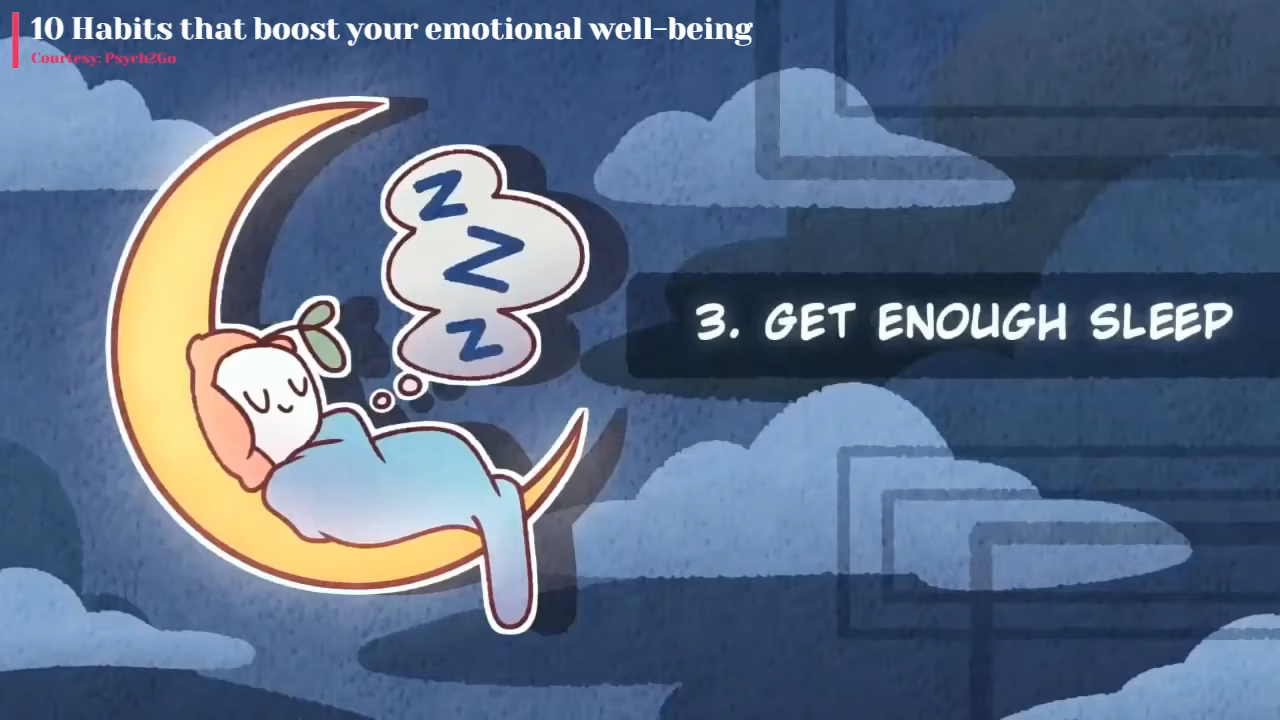 10 Habits that boost your emotional well-being
Courtesy: Psych2Go
Z
Z
Z
3. GET ENOUGH SLEEP